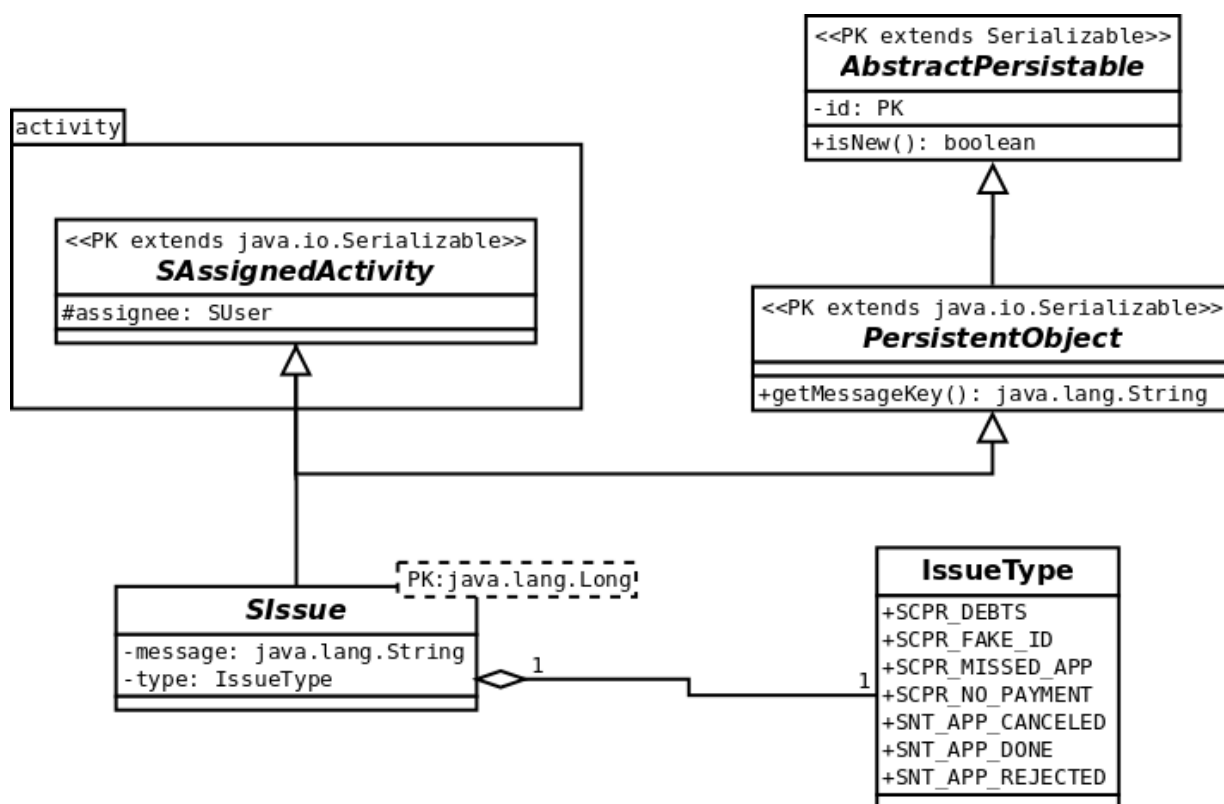 <<PK extends Serializable>>
AbstractPersistable
-id: PK
+isNew(): boolean
activity
<<PK extends java.io.Serializable>>
SAssignedActivity
#assignee: SUser
<<PK extends java.io.Serializable>>
PersistentObject
+getMessageKey(): java.lang.String
PK:java.lang.Long
SIssue
-message: java.lang.String
-type: IssueType
1
1
IssueType
+SCPR_DEBTS
+SCPR_FAKE_ID
+SCPR_MISSED_APP
+SCPR_NO_PAYMENT
+SNT_APP_CANCELED
+SNT_APP_DONE
+SNT_APP_REJECTED